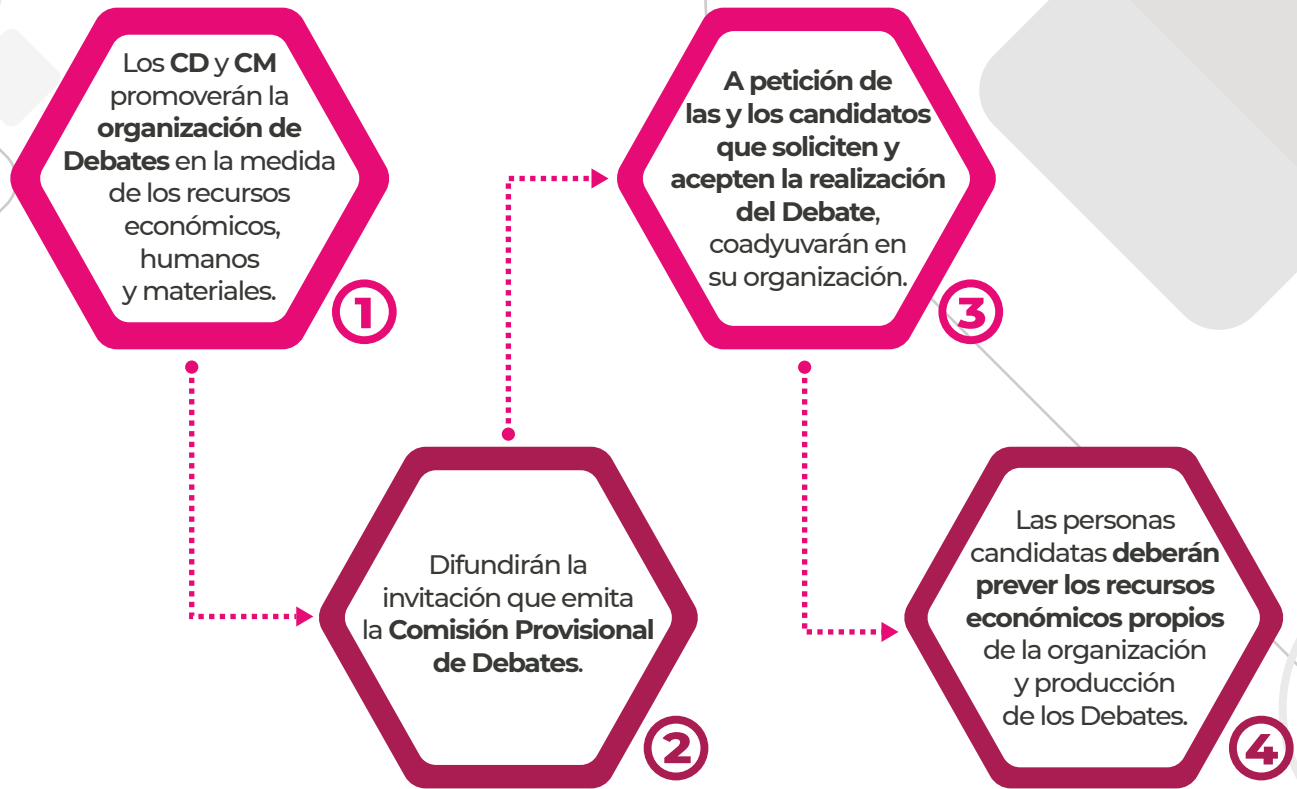 Los CD y CM
promoverán la
organización de
Debates en la medida
de los recursos
económicos,
humanos
y materiales.
1
Difundirán la
invitación que emita
la Comisión Provisional
de Debates.
2
A petición de
las y los candidatos
que soliciten y
acepten la realización
del Debate,
coadyuvarán en
su organización.
3
Las personas
candidatas deberán
prever los recursos
económicos propios
de la organización
y producción
de los Debates.
4